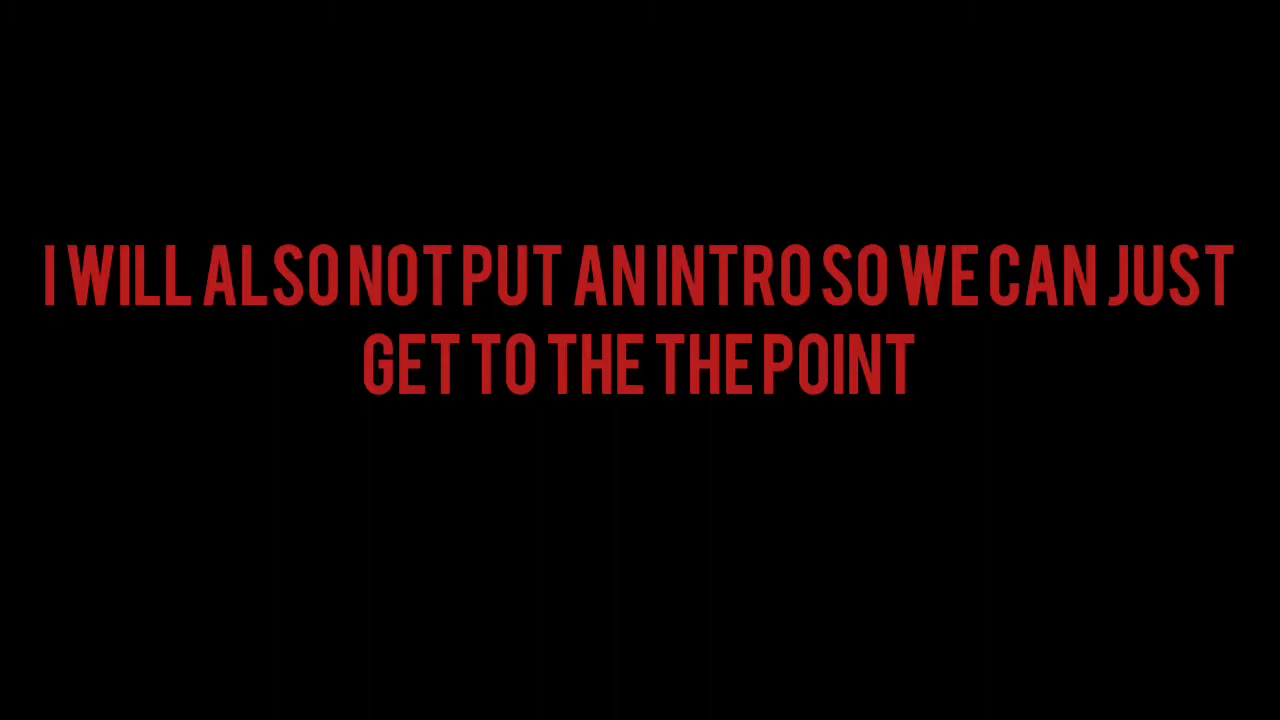 I WILL ALSO NOT PUT AN INTRO SO WE CAN JUST
GET TO THE THE POINT